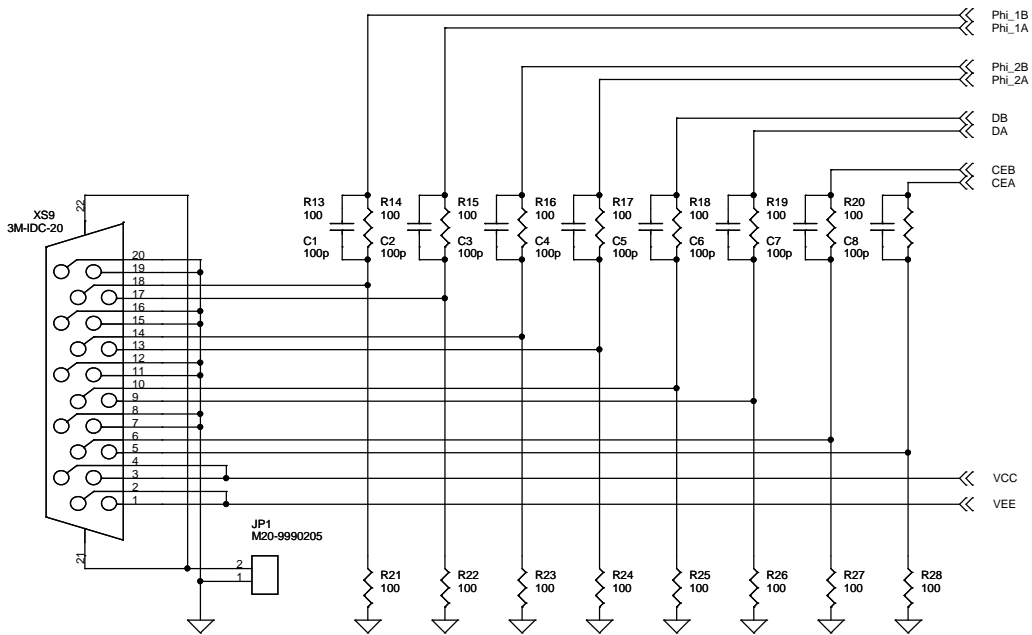 Phi_1B
Phi_1A
Phi_2B
Phi_2A
DB
DA
CEB
CEA
R13
100
R14
100
R15
100
R16
100
R17
100
R18
100
R19
100
R20
100
C1
100p
C2
100p
C3
100p
C4
100p
C5
100p
C6
100p
C7
100p
C8
100p
XS9
3M-IDC-20
22
20
19
18
17
16
15
14
13
12
11
10
9
8
7
6
5
4
3
2
1
21
VCC
VEE
JP1
M20-9990205
2
1
R21
100
R22
100
R23
100
R24
100
R25
100
R26
100
R27
100
R28
100